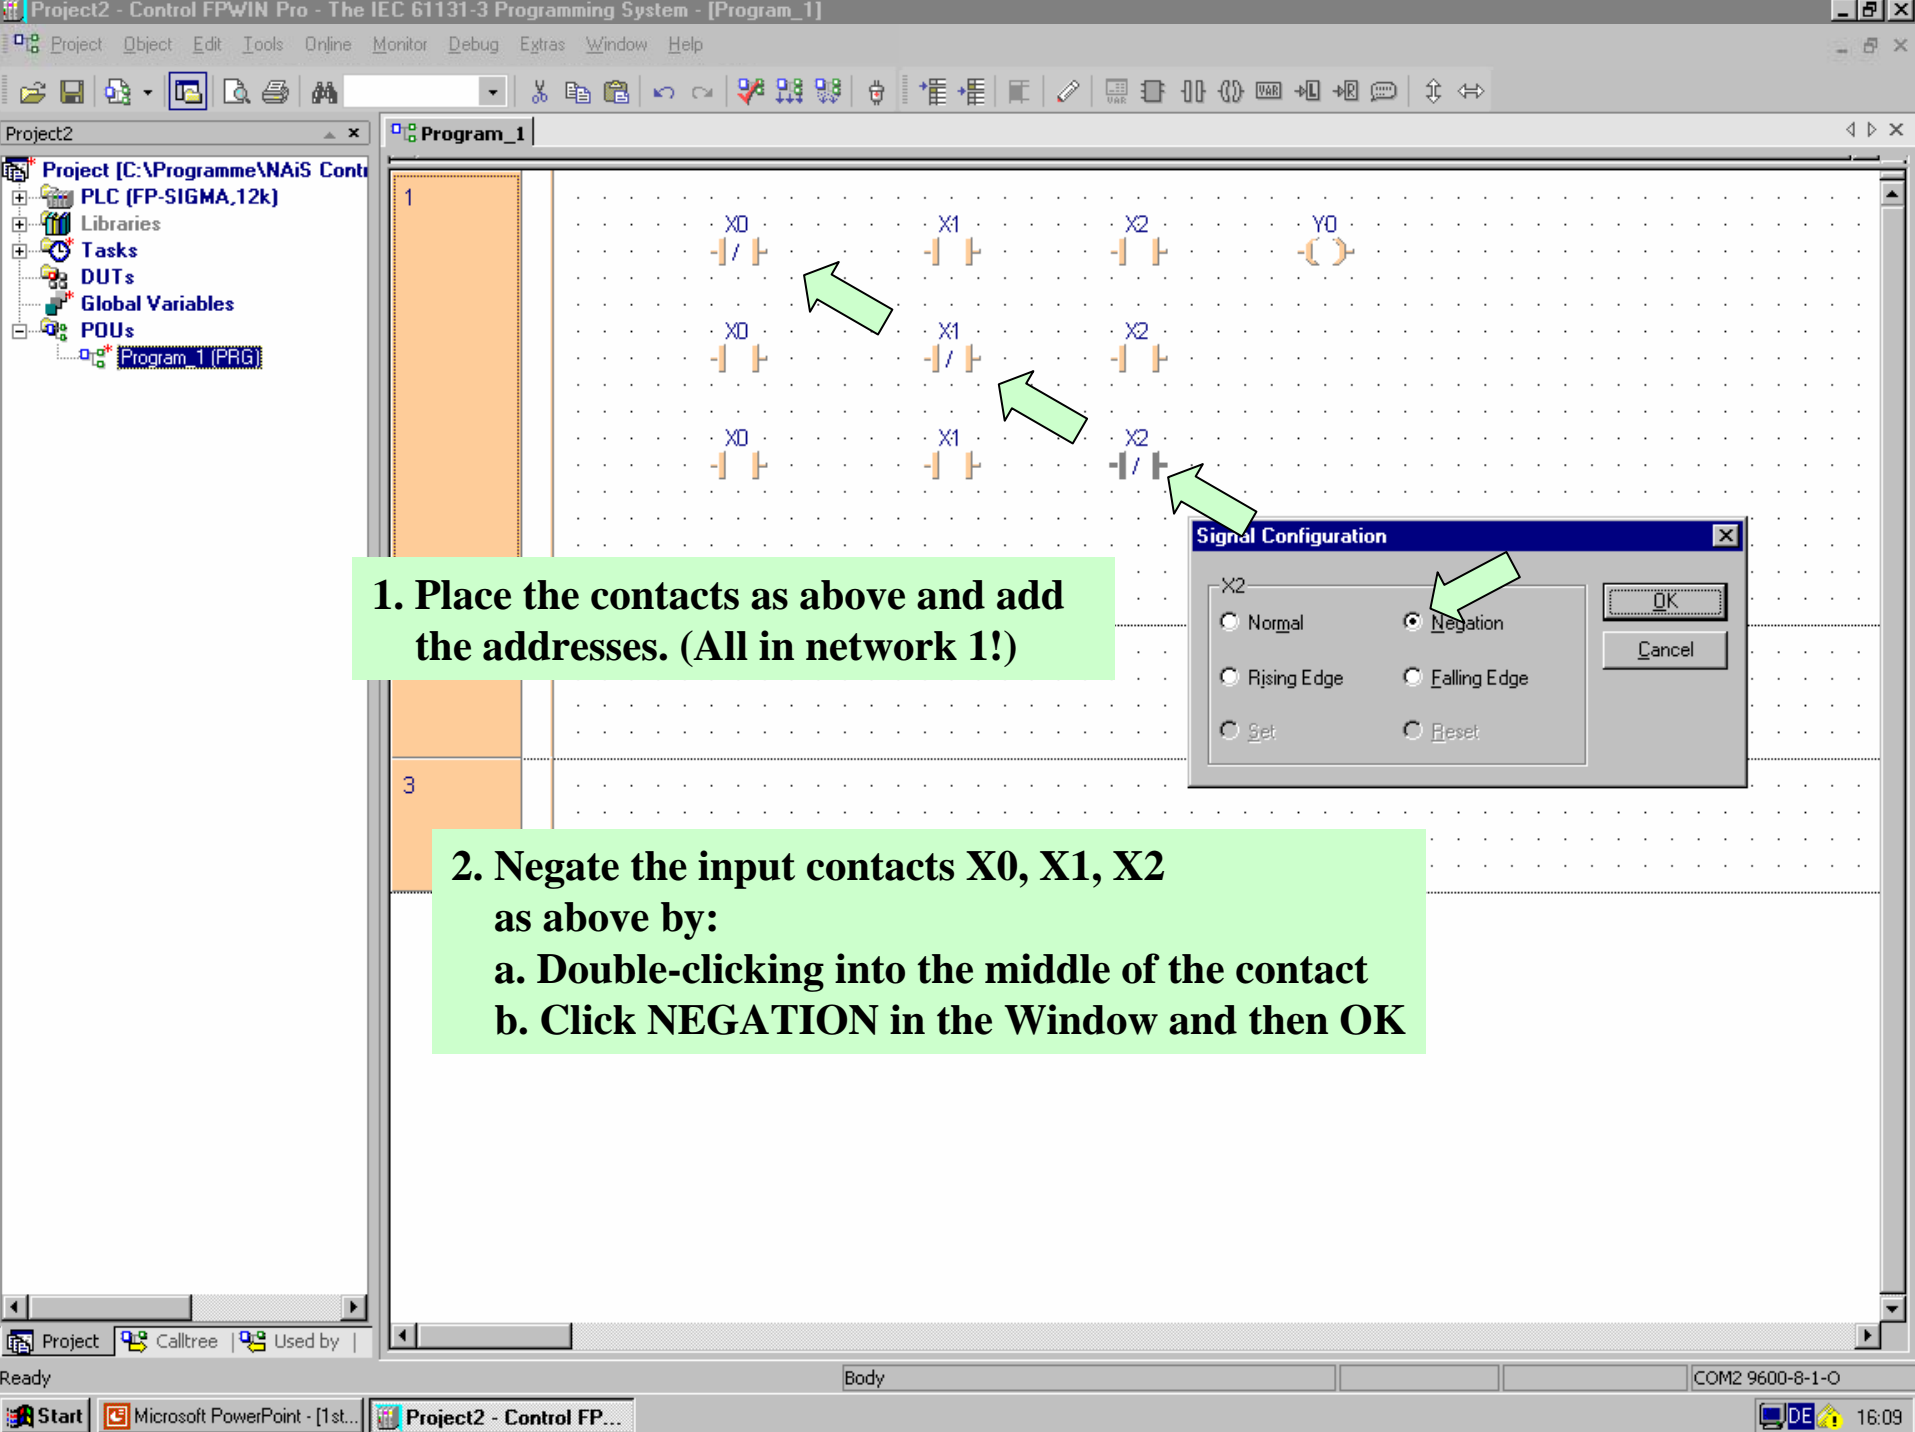 Project2 - Control FPWIN Pro - The IEC 61131-3 Programming System - [Program_1]
Project Object Edit Tools Online Monitor Debug Extras Window Help
VAR VAR L R
Project2
Program_1
Project [C:\Programme\NAiS Contr
PLC (FP-SIGMA,12k)
Libraries
Tasks
DUTs
Global Variables
POUs
Program_1 (PRG)
1
X0 X1 X2 Y0
X0 X1 X2
X0 X1 X2
Signal Configuration
X2
Normal Negation
Rising Edge Falling Edge
Set Reset
OK
Cancel
1. Place the contacts as above and add
the addresses. (All in network 1!)
3
2. Negate the input contacts X0, X1, X2
as above by:
a. Double-clicking into the middle of the contact
b. Click NEGATION in the Window and then OK
Project Calltree Used by
Ready Body COM2 9600-8-1-O
Start Microsoft PowerPoint - [1st... Project2 - Control FP... DE 16:09